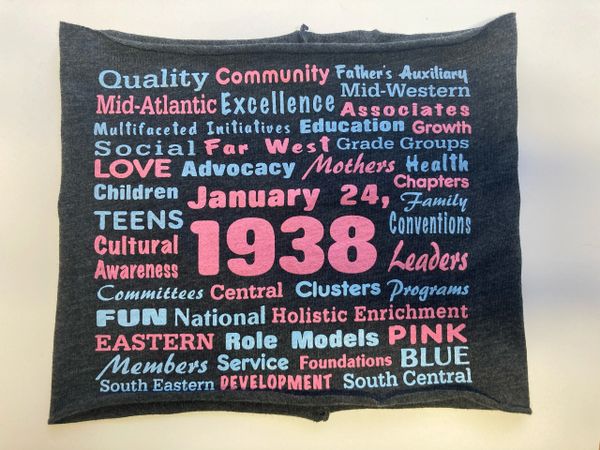 Quality Community Father's Auxiliary
Mid-Western
Mid-Atlantic Excellence Associates
Multifaceted Initiatives Education Growth
Social Far West Grade Groups
LOVE Advocacy Mothers Health
Chapters
Children January 24, Family
TEENS 1938 Conventions
Cultural
Awareness Leaders
Committees Central Clusters Programs
FUN National Holistic Enrichment
EASTERN Role Models PINK
Members Service Foundations BLUE
South Eastern DEVELOPMENT South Central